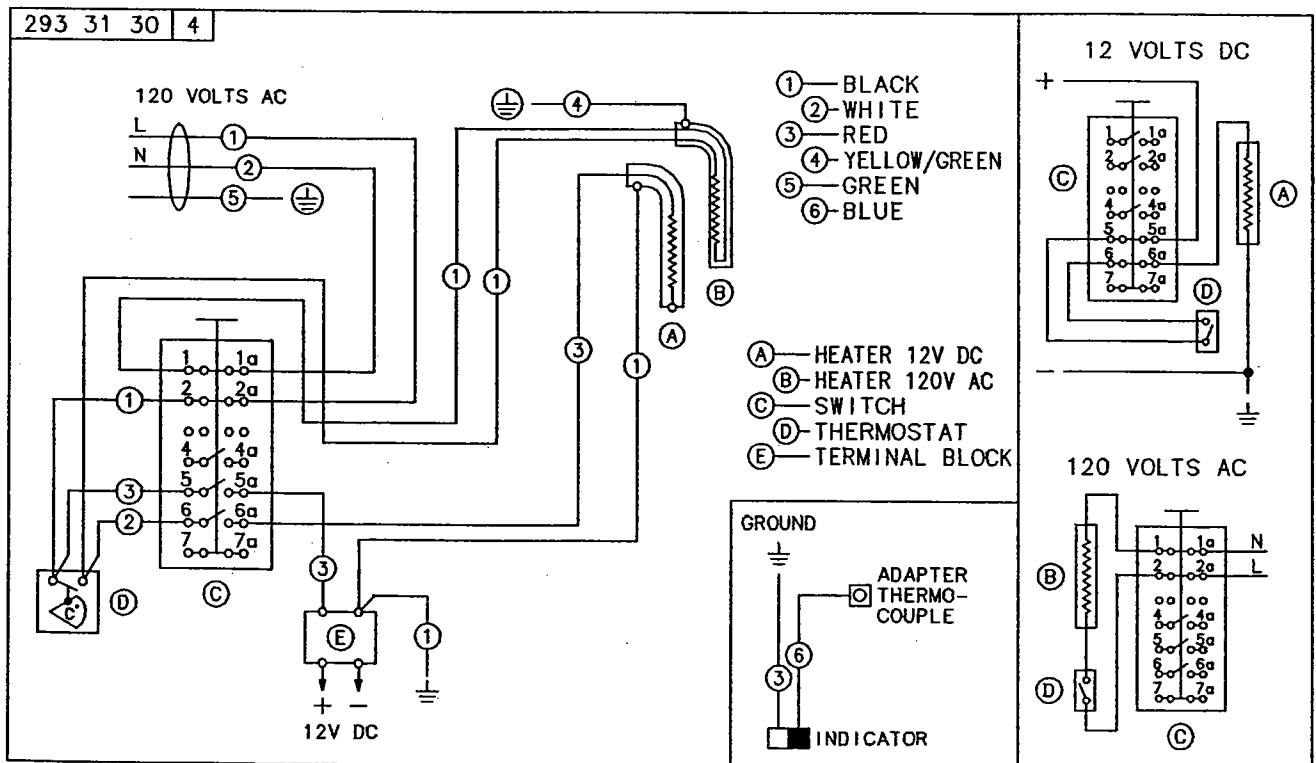 293 31 30 4
120 VOLTS AC
L 1
N 2
5
4
1 BLACK
2 WHITE
3 RED
4 YELLOW/GREEN
5 GREEN
6 BLUE
1
1
B
A
3
1
1 1a
2 2a
4 4a
5 5a
6 6a
7 7a
1
3
2
C
D
C°
3
E
1
+ −
12V DC
A HEATER 12V DC
B HEATER 120V AC
C SWITCH
D THERMOSTAT
E TERMINAL BLOCK
GROUND
ADAPTER
THERMO-
COUPLE
6
3
INDICATOR
12 VOLTS DC
+
1 1a
2 2a
4 4a
5 5a
6 6a
7 7a
C
A
D
−
120 VOLTS AC
1 1a N
2 2a L
4 4a
5 5a
6 6a
7 7a
B
D
C